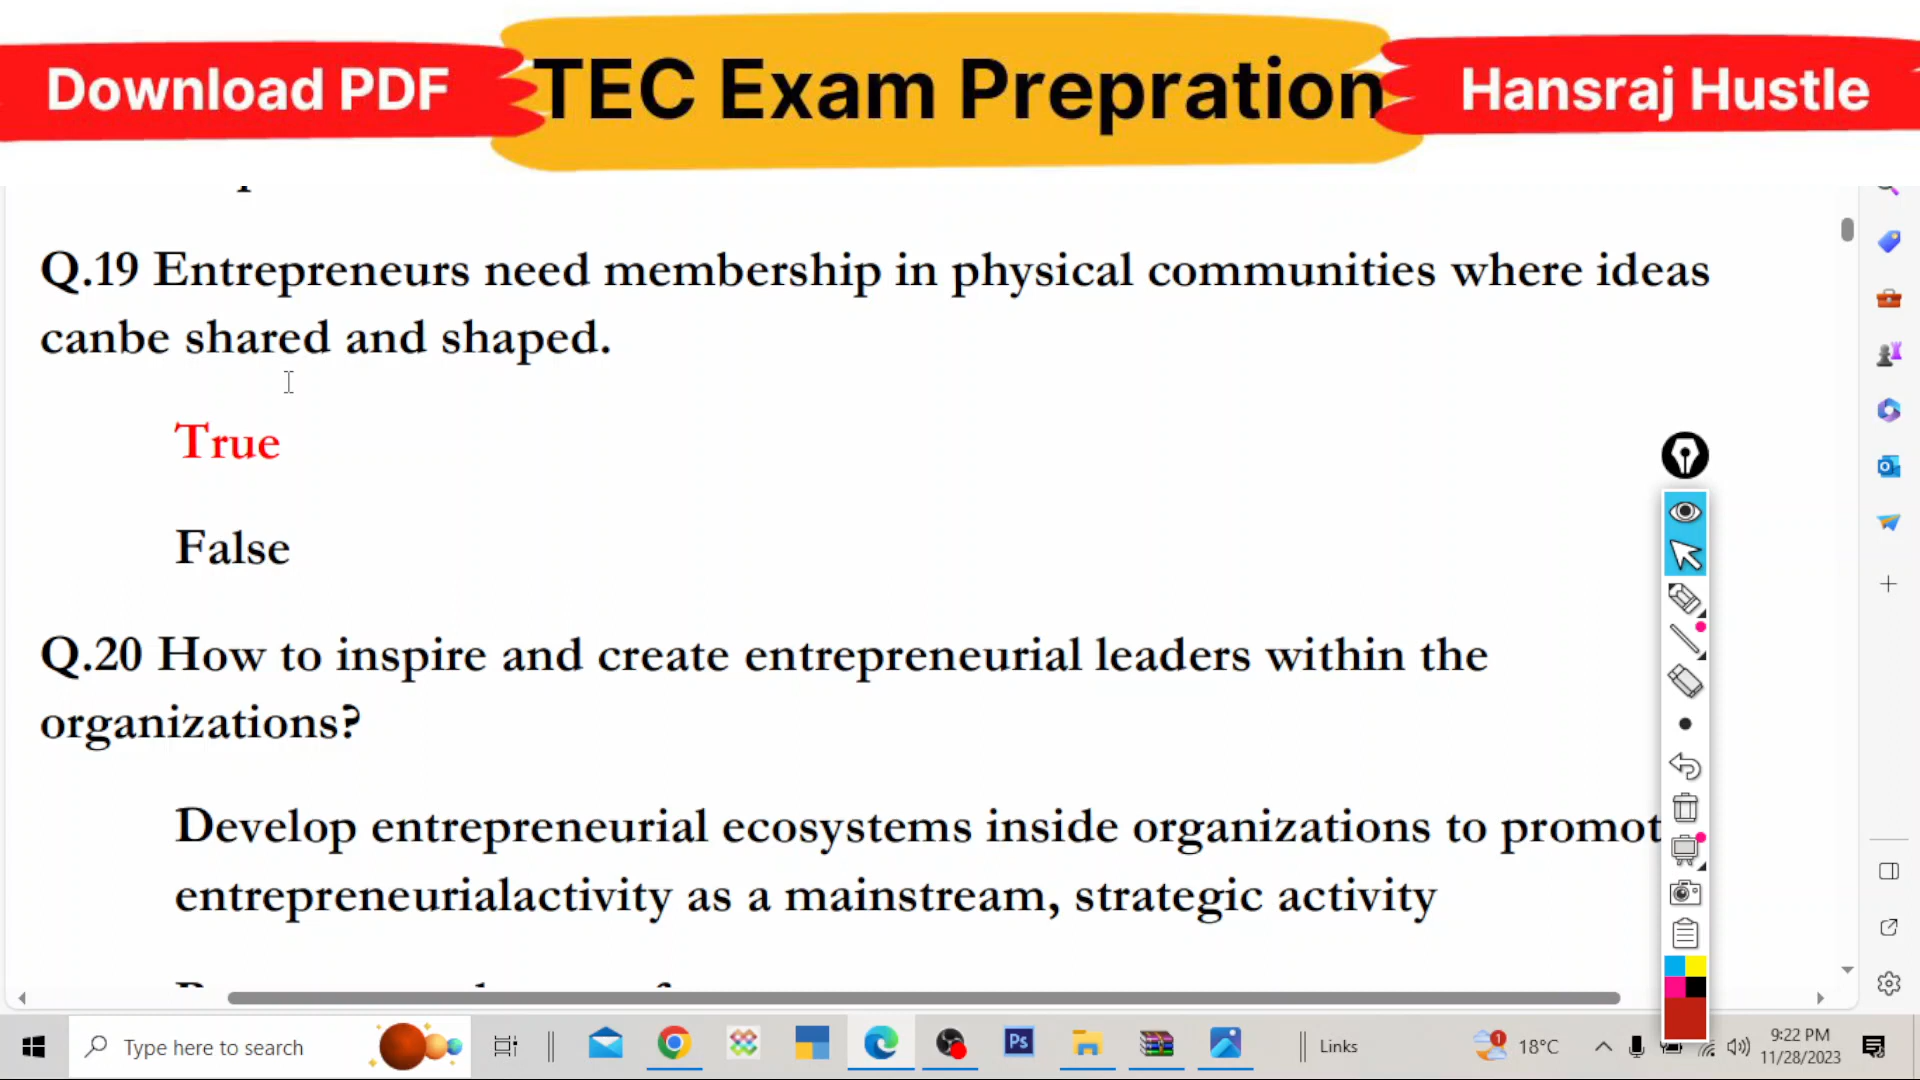 Download PDF
TEC Exam Prepration
Hansraj Hustle
Q.19 Entrepreneurs need membership in physical communities where ideas
canbe shared and shaped.
True
False
Q.20 How to inspire and create entrepreneurial leaders within the
organizations?
Develop entrepreneurial ecosystems inside organizations to promot
entrepreneurialactivity as a mainstream, strategic activity
Type here to search
Ps
Links
1
18°C
9:22 PM
11/28/2023